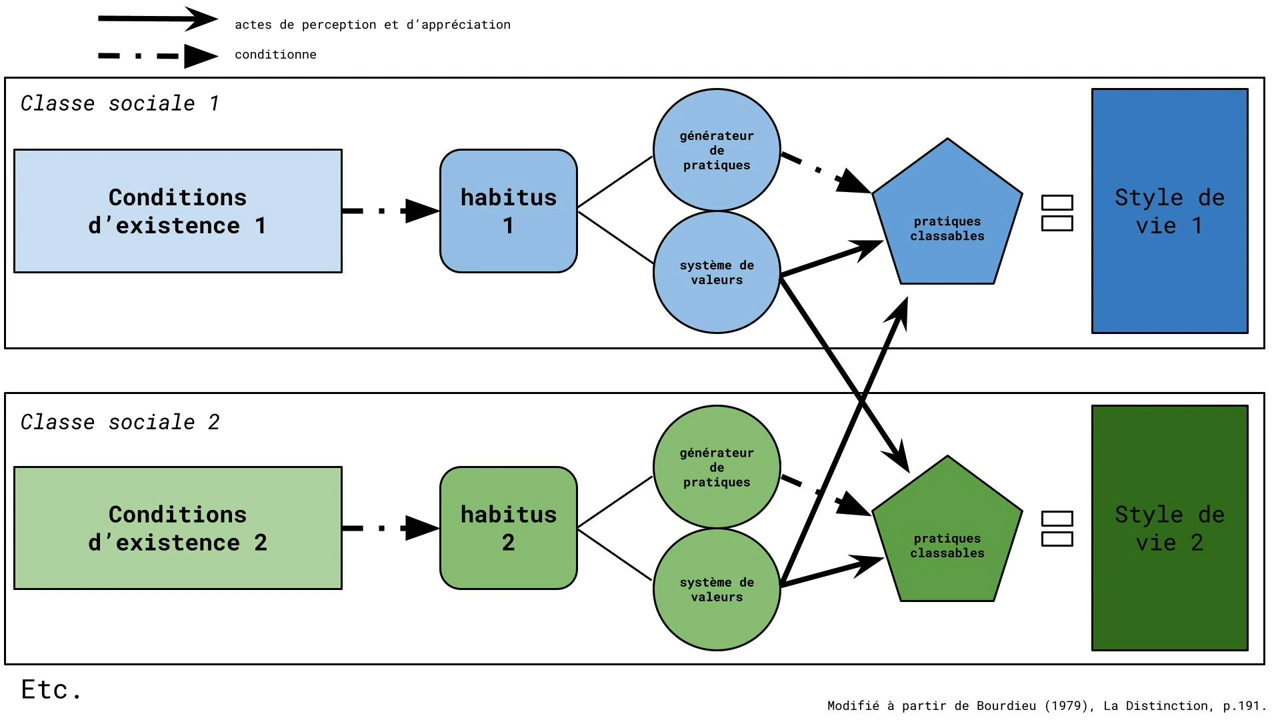 actes de perception et d’appréciation
conditionne
Classe sociale 1
Conditions
d’existence 1
habitus
1
générateur
de
pratiques
système de
valeurs
pratiques
classables
Style de
vie 1
Classe sociale 2
Conditions
d’existence 2
habitus
2
générateur
de
pratiques
système de
valeurs
pratiques
classables
Style de
vie 2
Etc.
Modifié à partir de Bourdieu (1979), La Distinction, p.191.